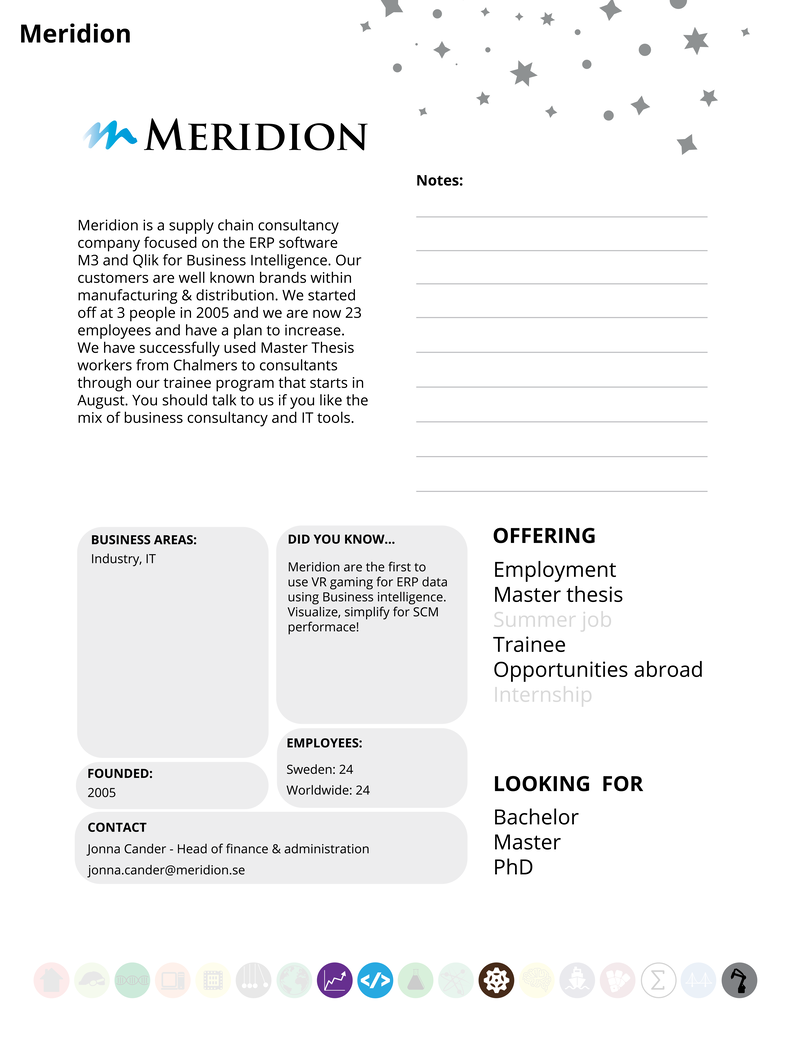 Meridion
MERIDION
Notes:
Meridion is a supply chain consultancy
company focused on the ERP software
M3 and Qlik for Business Intelligence. Our
customers are well known brands within
manufacturing & distribution. We started
off at 3 people in 2005 and we are now 23
employees and have a plan to increase.
We have successfully used Master Thesis
workers from Chalmers to consultants
through our trainee program that starts in
August. You should talk to us if you like the
mix of business consultancy and IT tools.
BUSINESS AREAS:
Industry, IT
DID YOU KNOW...
Meridion are the first to
use VR gaming for ERP data
using Business intelligence.
Visualize, simplify for SCM
performace!
EMPLOYEES:
Sweden: 24
Worldwide: 24
FOUNDED:
2005
CONTACT
Jonna Cander - Head of finance & administration
jonna.cander@meridion.se
OFFERING
Employment
Master thesis
Summer job
Trainee
Opportunities abroad
Internship
LOOKING FOR
Bachelor
Master
PhD